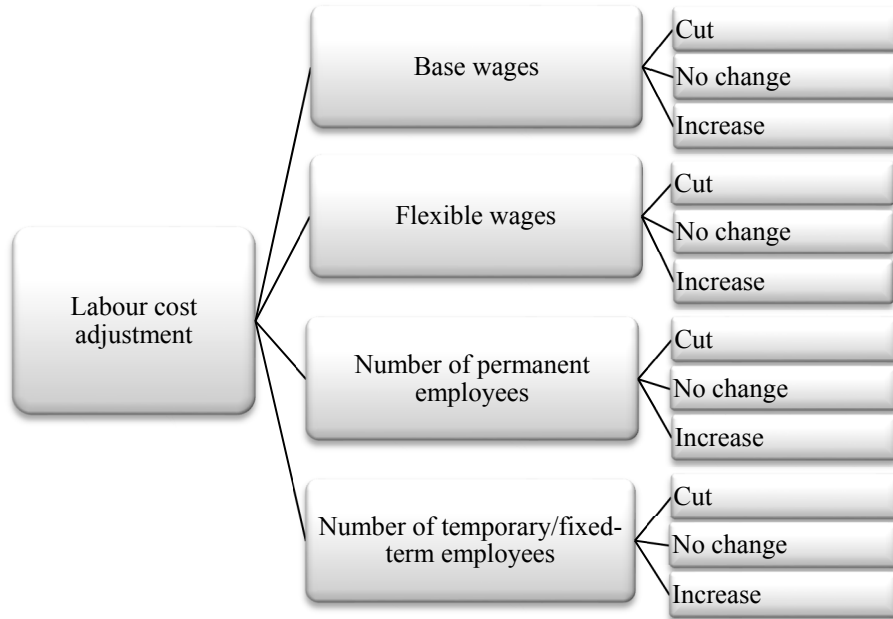 Labour cost
adjustment
Base wages
Cut
No change
Increase
Flexible wages
Cut
No change
Increase
Number of permanent
employees
Cut
No change
Increase
Number of temporary/fixed-
term employees
Cut
No change
Increase